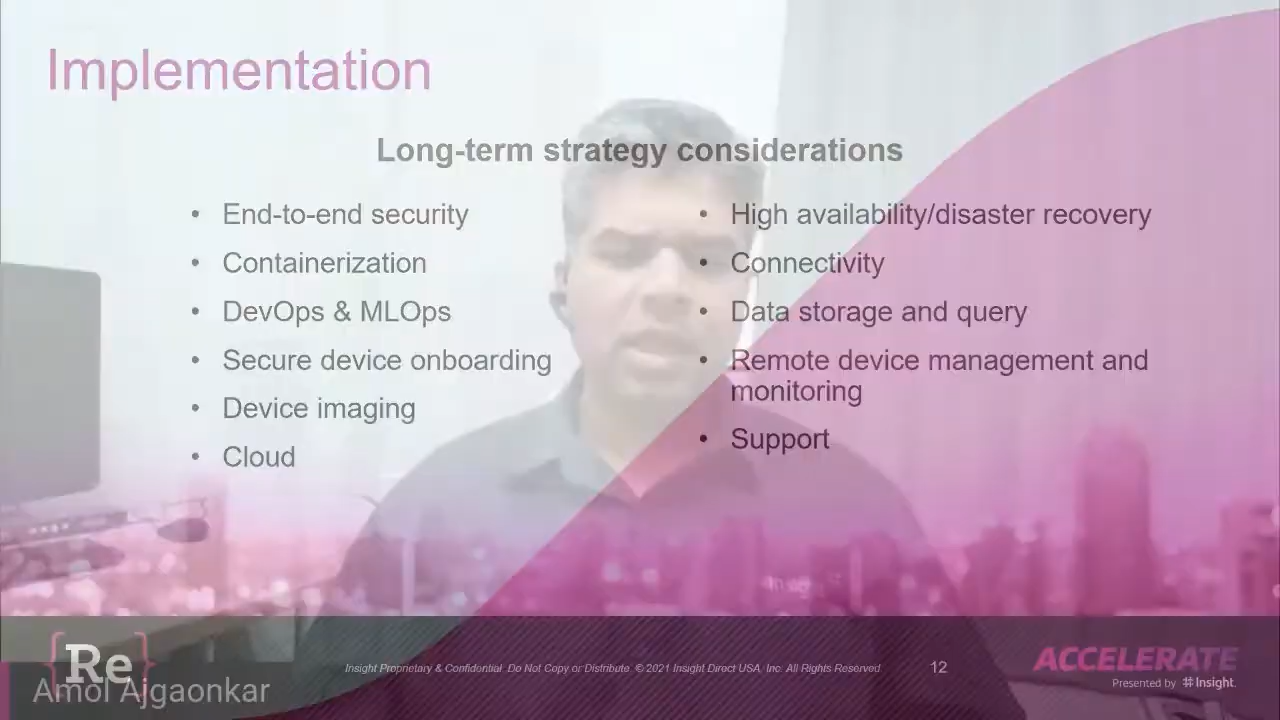 Implementation
Long-term strategy considerations
• End-to-end security
• Containerization
• DevOps & MLOps
• Secure device onboarding
• Device imaging
• Cloud
• High availability/disaster recovery
• Connectivity
• Data storage and query
• Remote device management and
monitoring
• Support
{Re}
Amol Ajgaonkar
Insight Proprietary & Confidential. Do Not Copy or Distribute. © 2021 Insight Direct USA, Inc. All Rights Reserved
12
ACCELERATE
Presented by Insight.